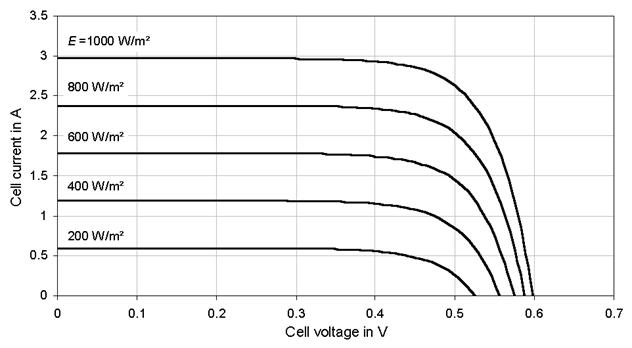 3.5
E =1000 W/m²
3
800 W/m²
2.5
2
600 W/m²
1.5
400 W/m²
1
200 W/m²
0.5
0
Cell current in A
0 0.1 0.2 0.3 0.4 0.5 0.6 0.7
Cell voltage in V